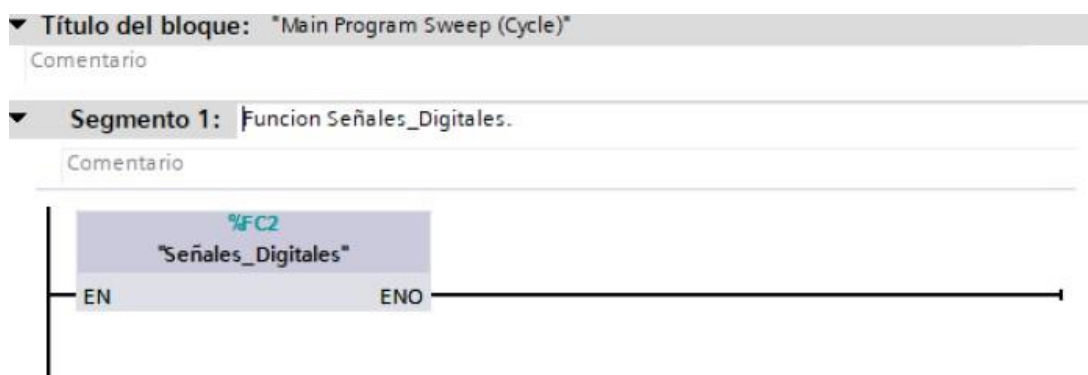 Título del bloque: "Main Program Sweep (Cycle)"
Comentario
Segmento 1: Funcion Señales_Digitales.
Comentario
%FC2
"Señales_Digitales"
EN ENO